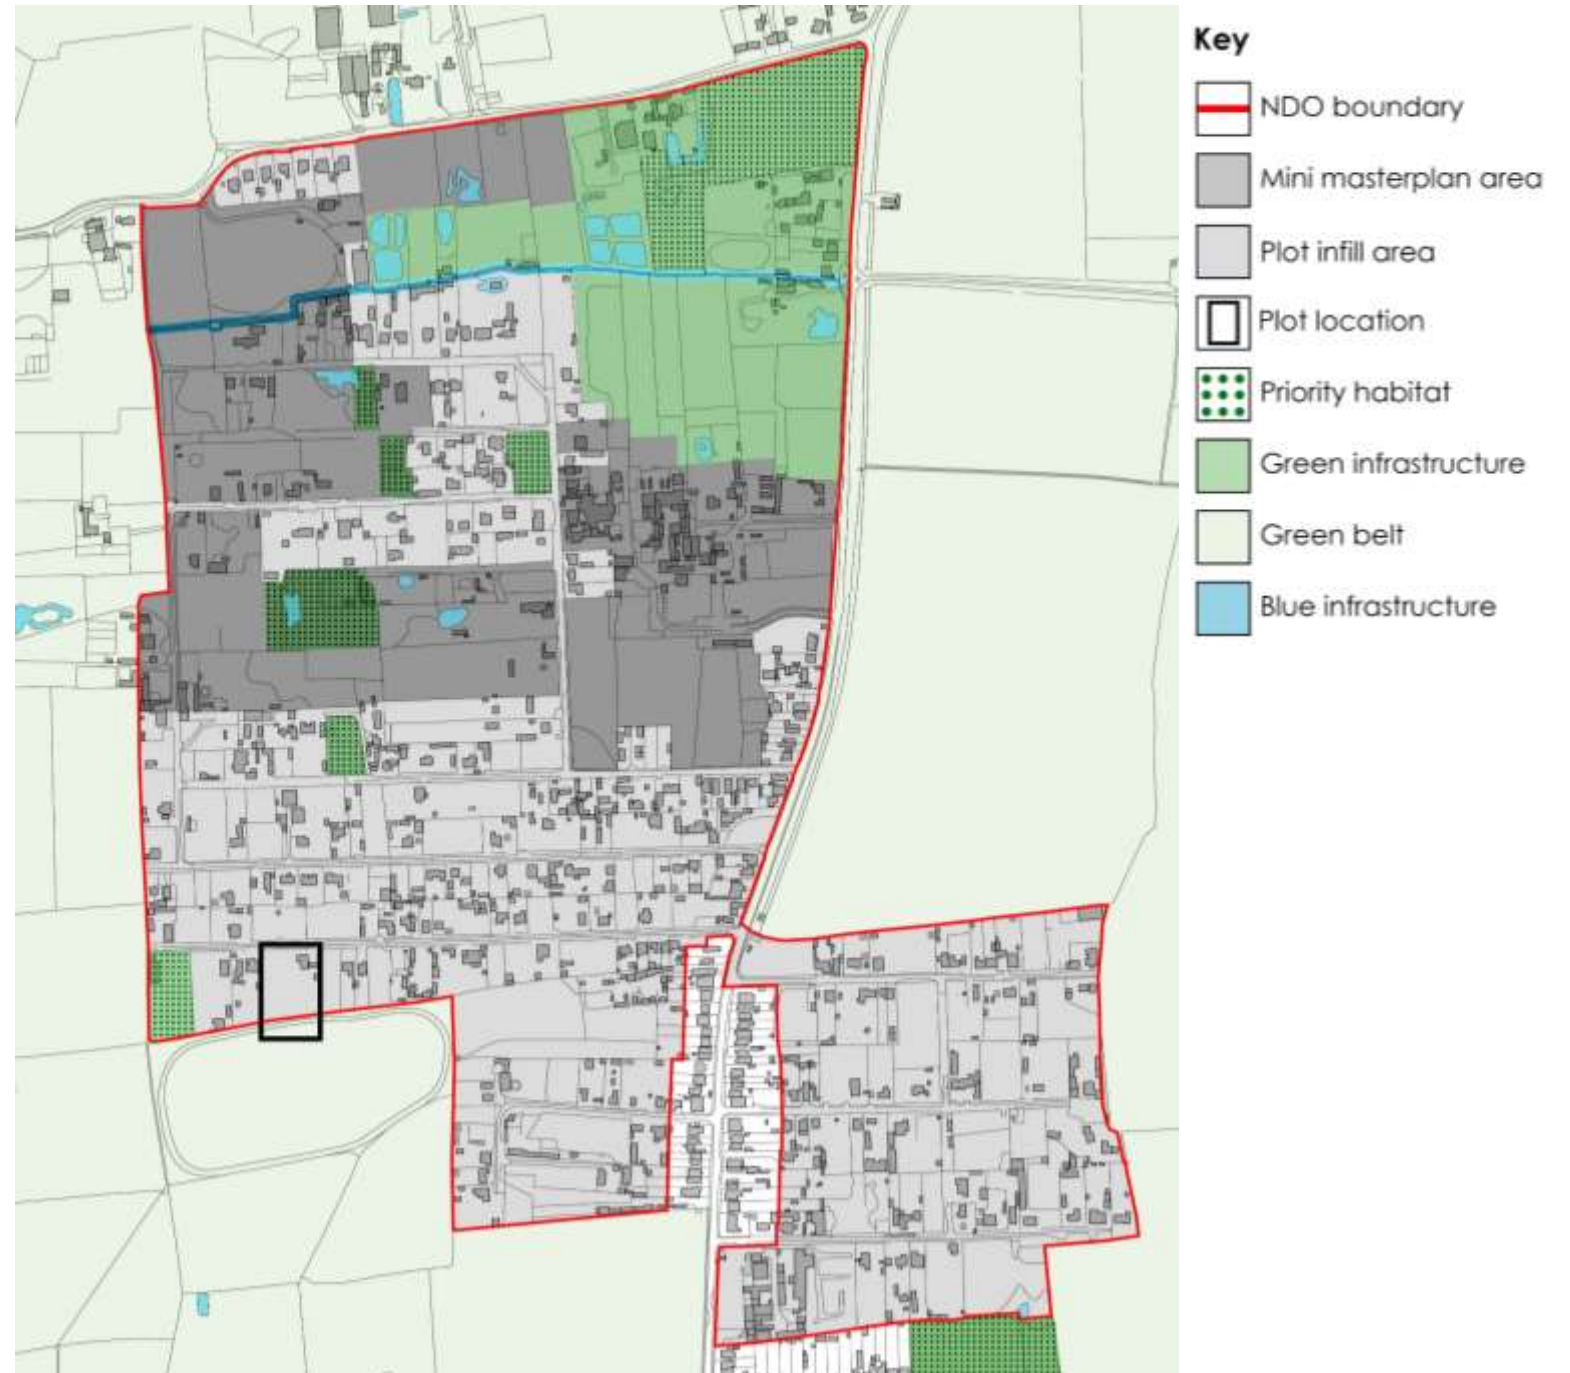 Key
NDO boundary
Mini masterplan area
Plot infill area
Plot location
Priority habitat
Green infrastructure
Green belt
Blue infrastructure